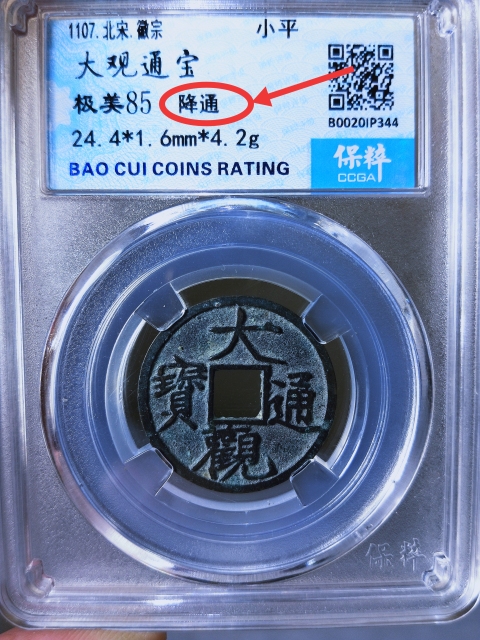 1107.北宋.徽宗 小平
大观通宝
极美85 降通
B0020IP344
24.4*1.6mm*4.2g
保粹
CCGA
BAO CUI COINS RATING
大
觀
通
寶
保粹